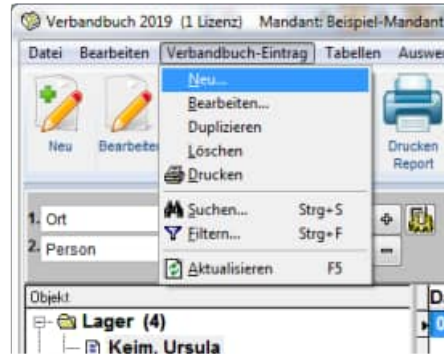 Verbandbuch 2019 (1 Lizenz) Mandant: Beispiel-Mandant
Datei Bearbeiten Verbandbuch-Eintrag Tabellen Auswe
Neu...
Bearbeiten...
Duplizieren
Löschen
Drucken
Suchen... Strg+S
Filtern... Strg+F
Aktualisieren F5
Neu Bearbeiten Drucken
Report
1. Ort
2. Person
Objekt
Lager (4)
Keim, Ursula